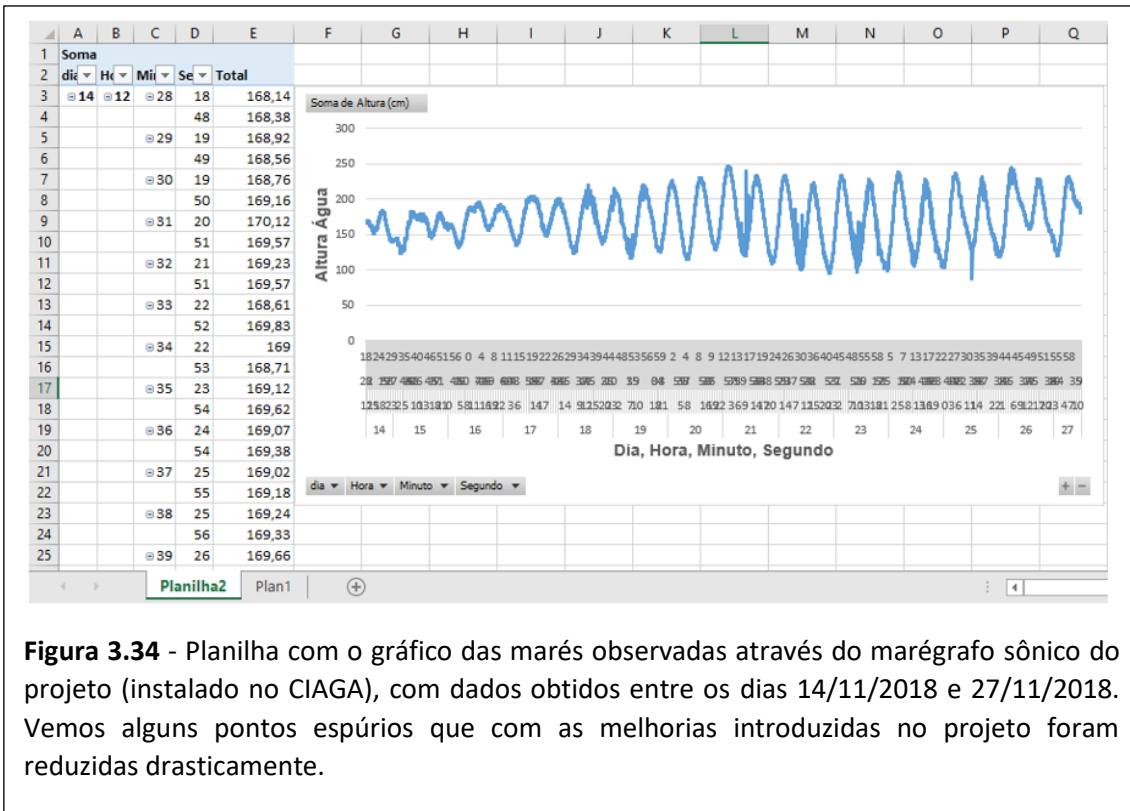 A B C D E F G H I J K L M N O P Q
1 Soma
2 dia Ho Mi Se Total
3 14 12 28 18 168,14
4 48 168,38
5 29 19 168,92
6 49 168,56
7 30 19 168,76
8 50 169,16
9 31 20 170,12
10 51 169,57
11 32 21 169,23
12 51 169,57
13 33 22 168,61
14 52 169,83
15 34 22 169
16 53 168,71
17 35 23 169,12
18 54 169,62
19 36 24 169,07
20 54 169,38
21 37 25 169,02
22 55 169,18
23 38 25 169,24
24 56 169,33
25 39 26 169,66
Soma de Altura (cm)
Altura Água
300
250
200
150
100
50
0
14 15 16 17 18 19 20 21 22 23 24 25 26 27
Dia, Hora, Minuto, Segundo
dia Hora Minuto Segundo + −
Planilha2 Plan1
Figura 3.34 - Planilha com o gráfico das marés observadas através do marégrafo sônico do
projeto (instalado no CIAGA), com dados obtidos entre os dias 14/11/2018 e 27/11/2018.
Vemos alguns pontos espúrios que com as melhorias introduzidas no projeto foram
reduzidas drasticamente.